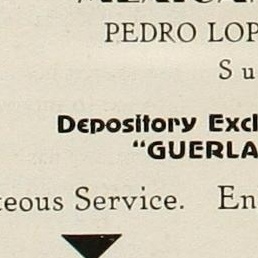 PEDRO LOP
Su
Depository Excl
"GUERLA
teous Service. En